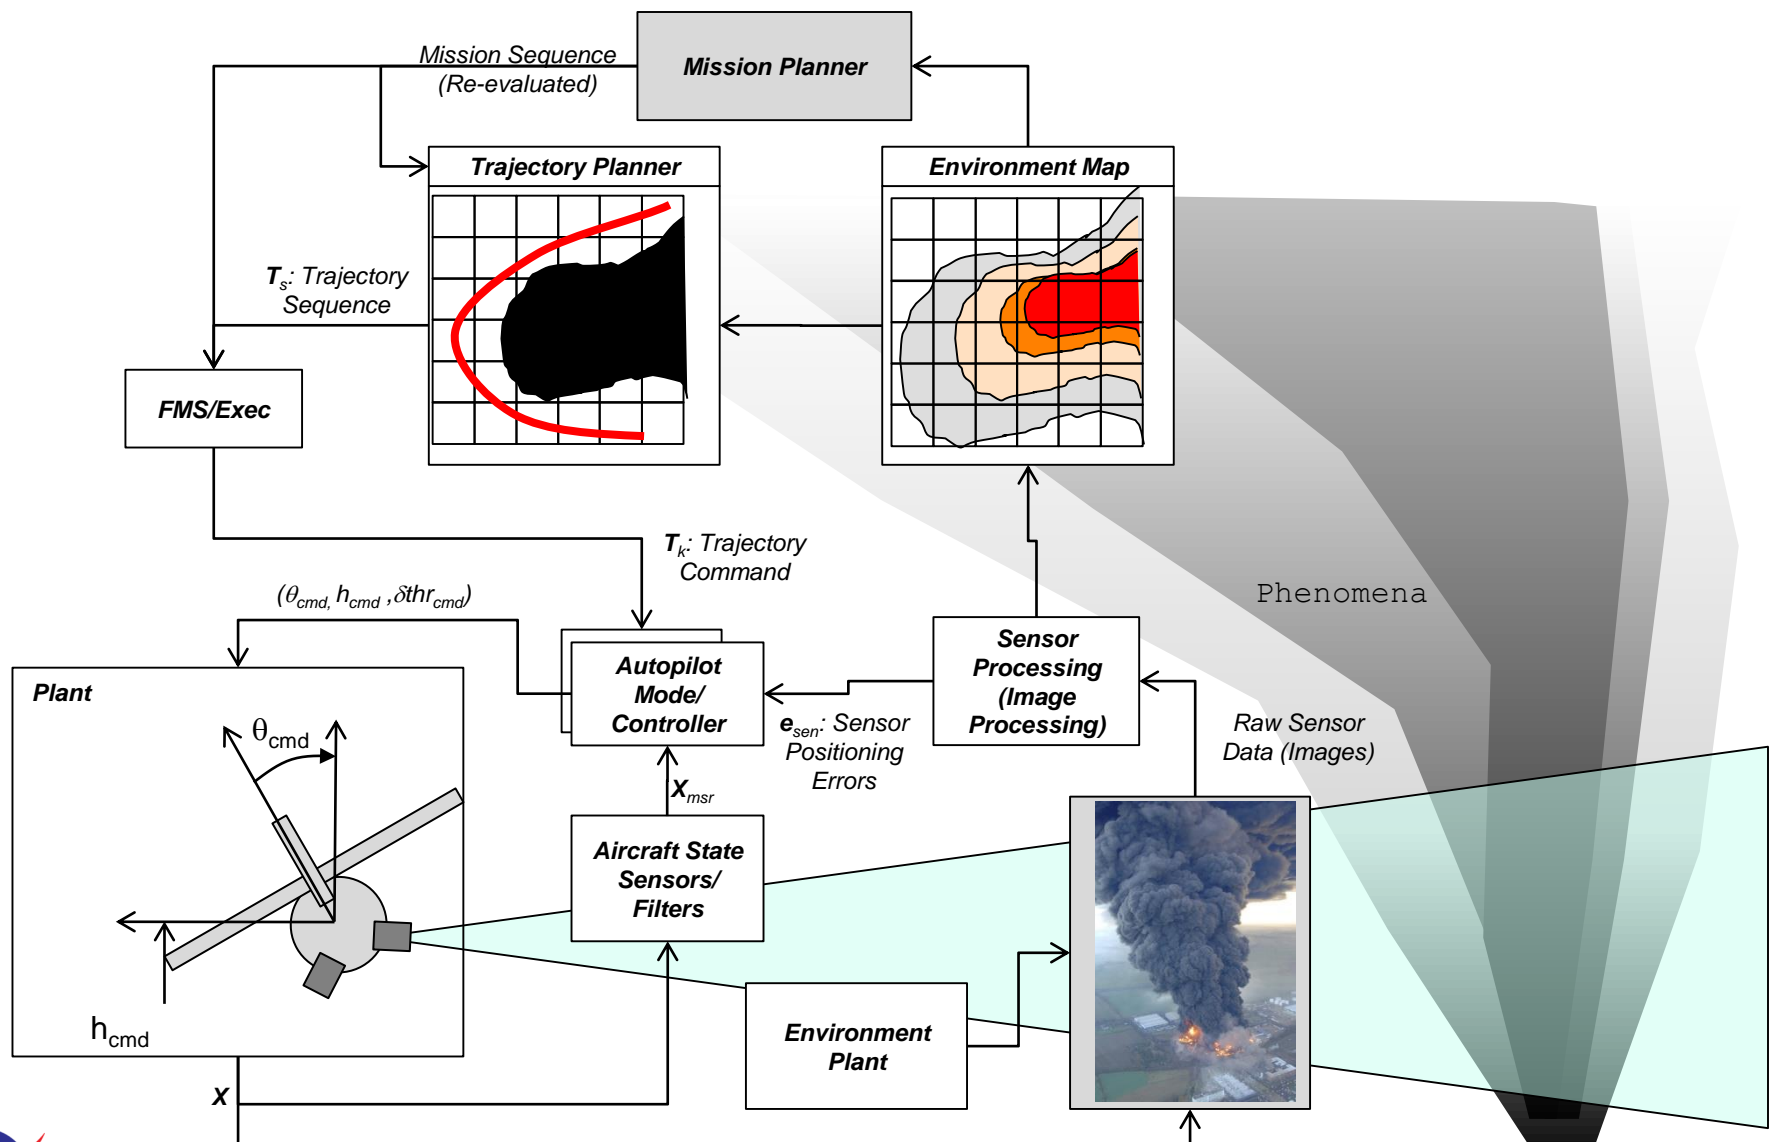 Mission Sequence
(Re-evaluated)
Mission Planner
Trajectory Planner
Environment Map
Ts: Trajectory
Sequence
FMS/Exec
Tk: Trajectory
Command
Phenomena
(θcmd, hcmd ,δthrcmd)
Sensor
Processing
(Image
Processing)
Autopilot
Mode/
Controller
Plant
θcmd
esen: Sensor
Positioning
Errors
Raw Sensor
Data (Images)
Xmsr
Aircraft State
Sensors/
Filters
hcmd
Environment
Plant
X